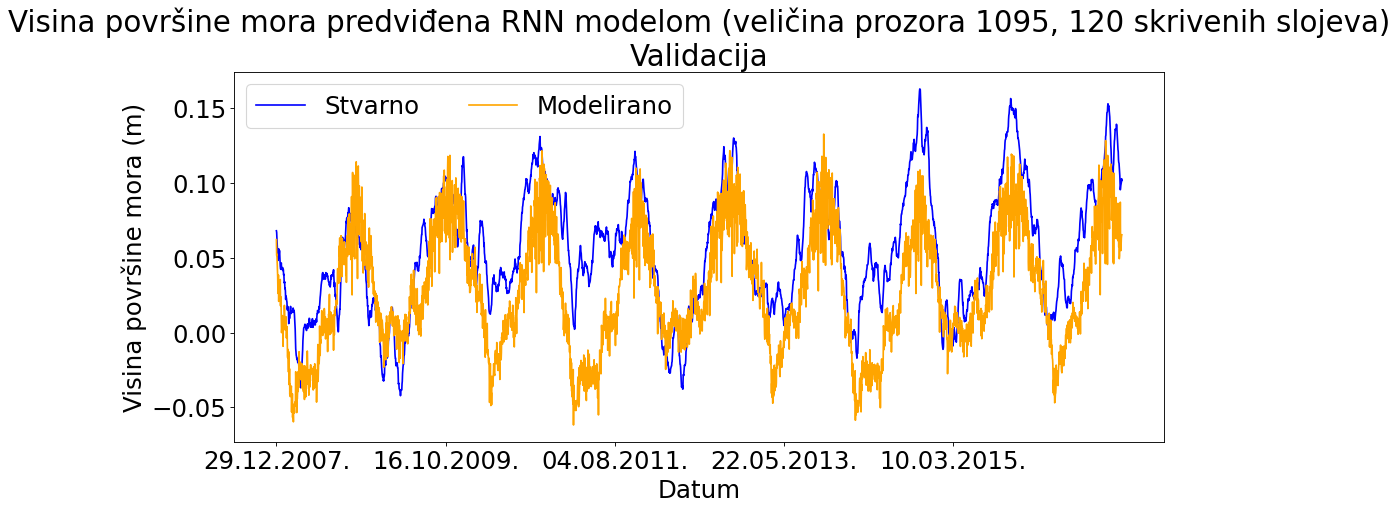 Visina površine mora predviđena RNN modelom (veličina prozora 1095, 120 skrivenih slojeva)
Validacija
Stvarno
Modelirano
Visina površine mora (m)
0.15
0.10
0.05
0.00
−0.05
29.12.2007.
16.10.2009.
04.08.2011.
22.05.2013.
10.03.2015.
Datum